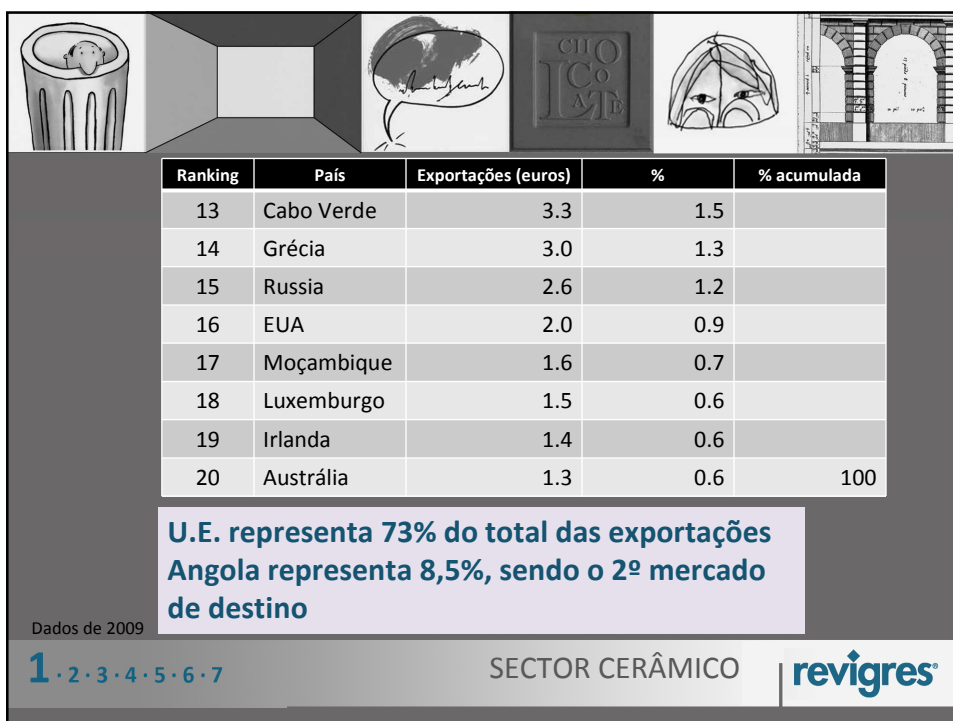 CHO
CO
LATE
Ranking País Exportações (euros) % % acumulada
13 Cabo Verde 3.3 1.5
14 Grécia 3.0 1.3
15 Russia 2.6 1.2
16 EUA 2.0 0.9
17 Moçambique 1.6 0.7
18 Luxemburgo 1.5 0.6
19 Irlanda 1.4 0.6
20 Austrália 1.3 0.6 100
U.E. representa 73% do total das exportações
Angola representa 8,5%, sendo o 2º mercado
de destino
Dados de 2009
1 · 2 · 3 · 4 · 5 · 6 · 7 SECTOR CERÂMICO revigres®